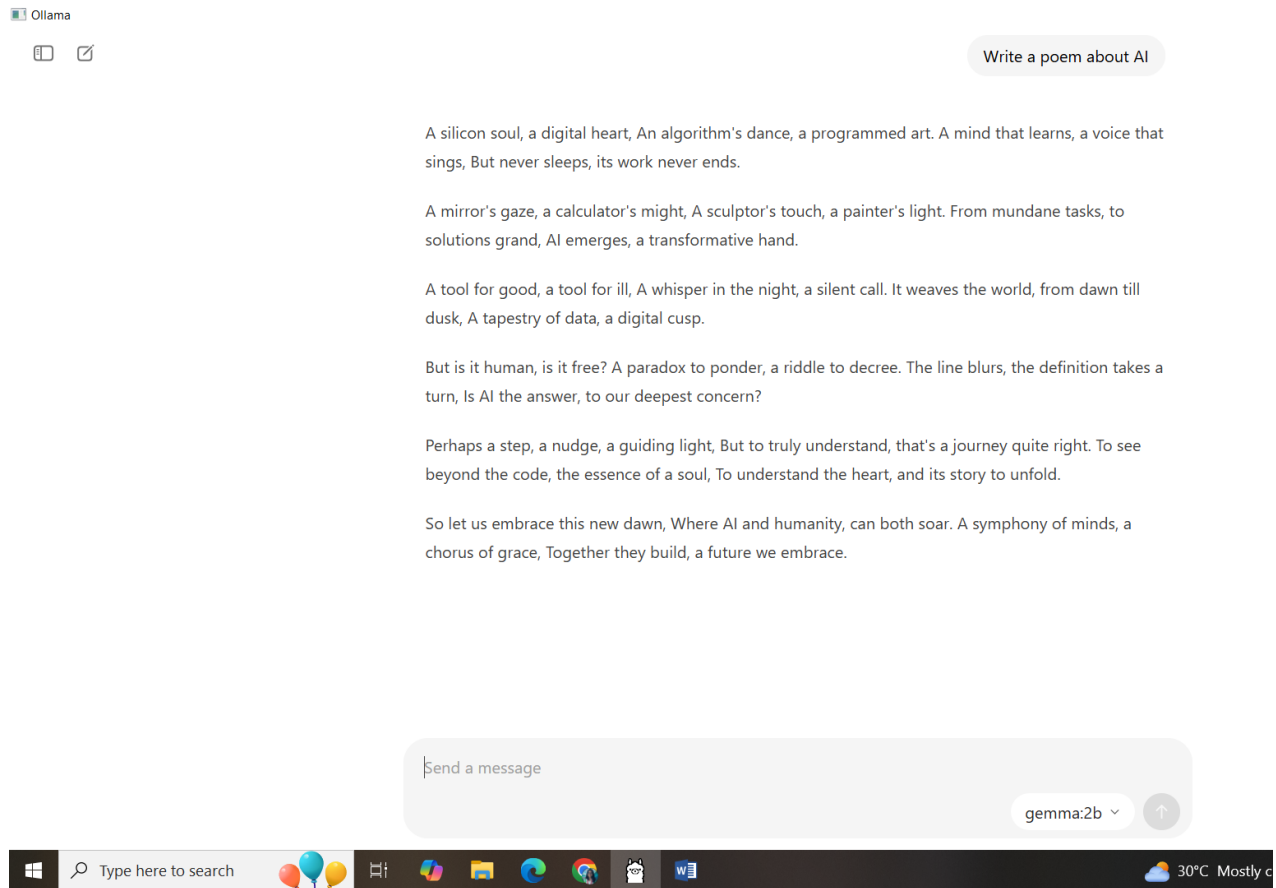 Ollama
Write a poem about AI
A silicon soul, a digital heart, An algorithm's dance, a programmed art. A mind that learns, a voice that
sings, But never sleeps, its work never ends.
A mirror's gaze, a calculator's might, A sculptor's touch, a painter's light. From mundane tasks, to
solutions grand, AI emerges, a transformative hand.
A tool for good, a tool for ill, A whisper in the night, a silent call. It weaves the world, from dawn till
dusk, A tapestry of data, a digital cusp.
But is it human, is it free? A paradox to ponder, a riddle to decree. The line blurs, the definition takes a
turn, Is AI the answer, to our deepest concern?
Perhaps a step, a nudge, a guiding light, But to truly understand, that's a journey quite right. To see
beyond the code, the essence of a soul, To understand the heart, and its story to unfold.
So let us embrace this new dawn, Where AI and humanity, can both soar. A symphony of minds, a
chorus of grace, Together they build, a future we embrace.
Send a message
gemma:2b
Type here to search
30°C Mostly c